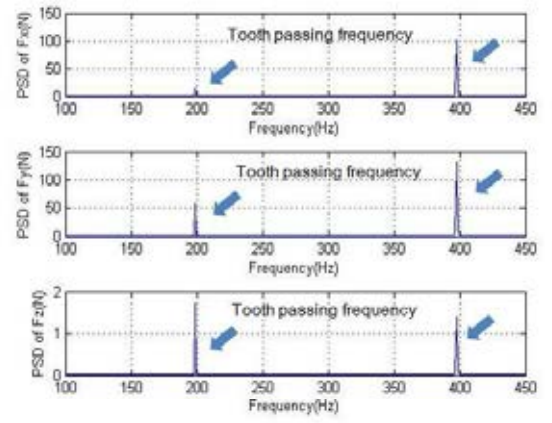 150
100
50
0
PSD of Fx(N)
Tooth passing frequency
100 150 200 250 300 350 400 450
Frequency(Hz)
150
100
50
0
PSD of Fy(N)
Tooth passing frequency
100 150 200 250 300 350 400 450
Frequency(Hz)
2
1
0
PSD of Fz(N)
Tooth passing frequency
100 150 200 250 300 350 400 450
Frequency(Hz)